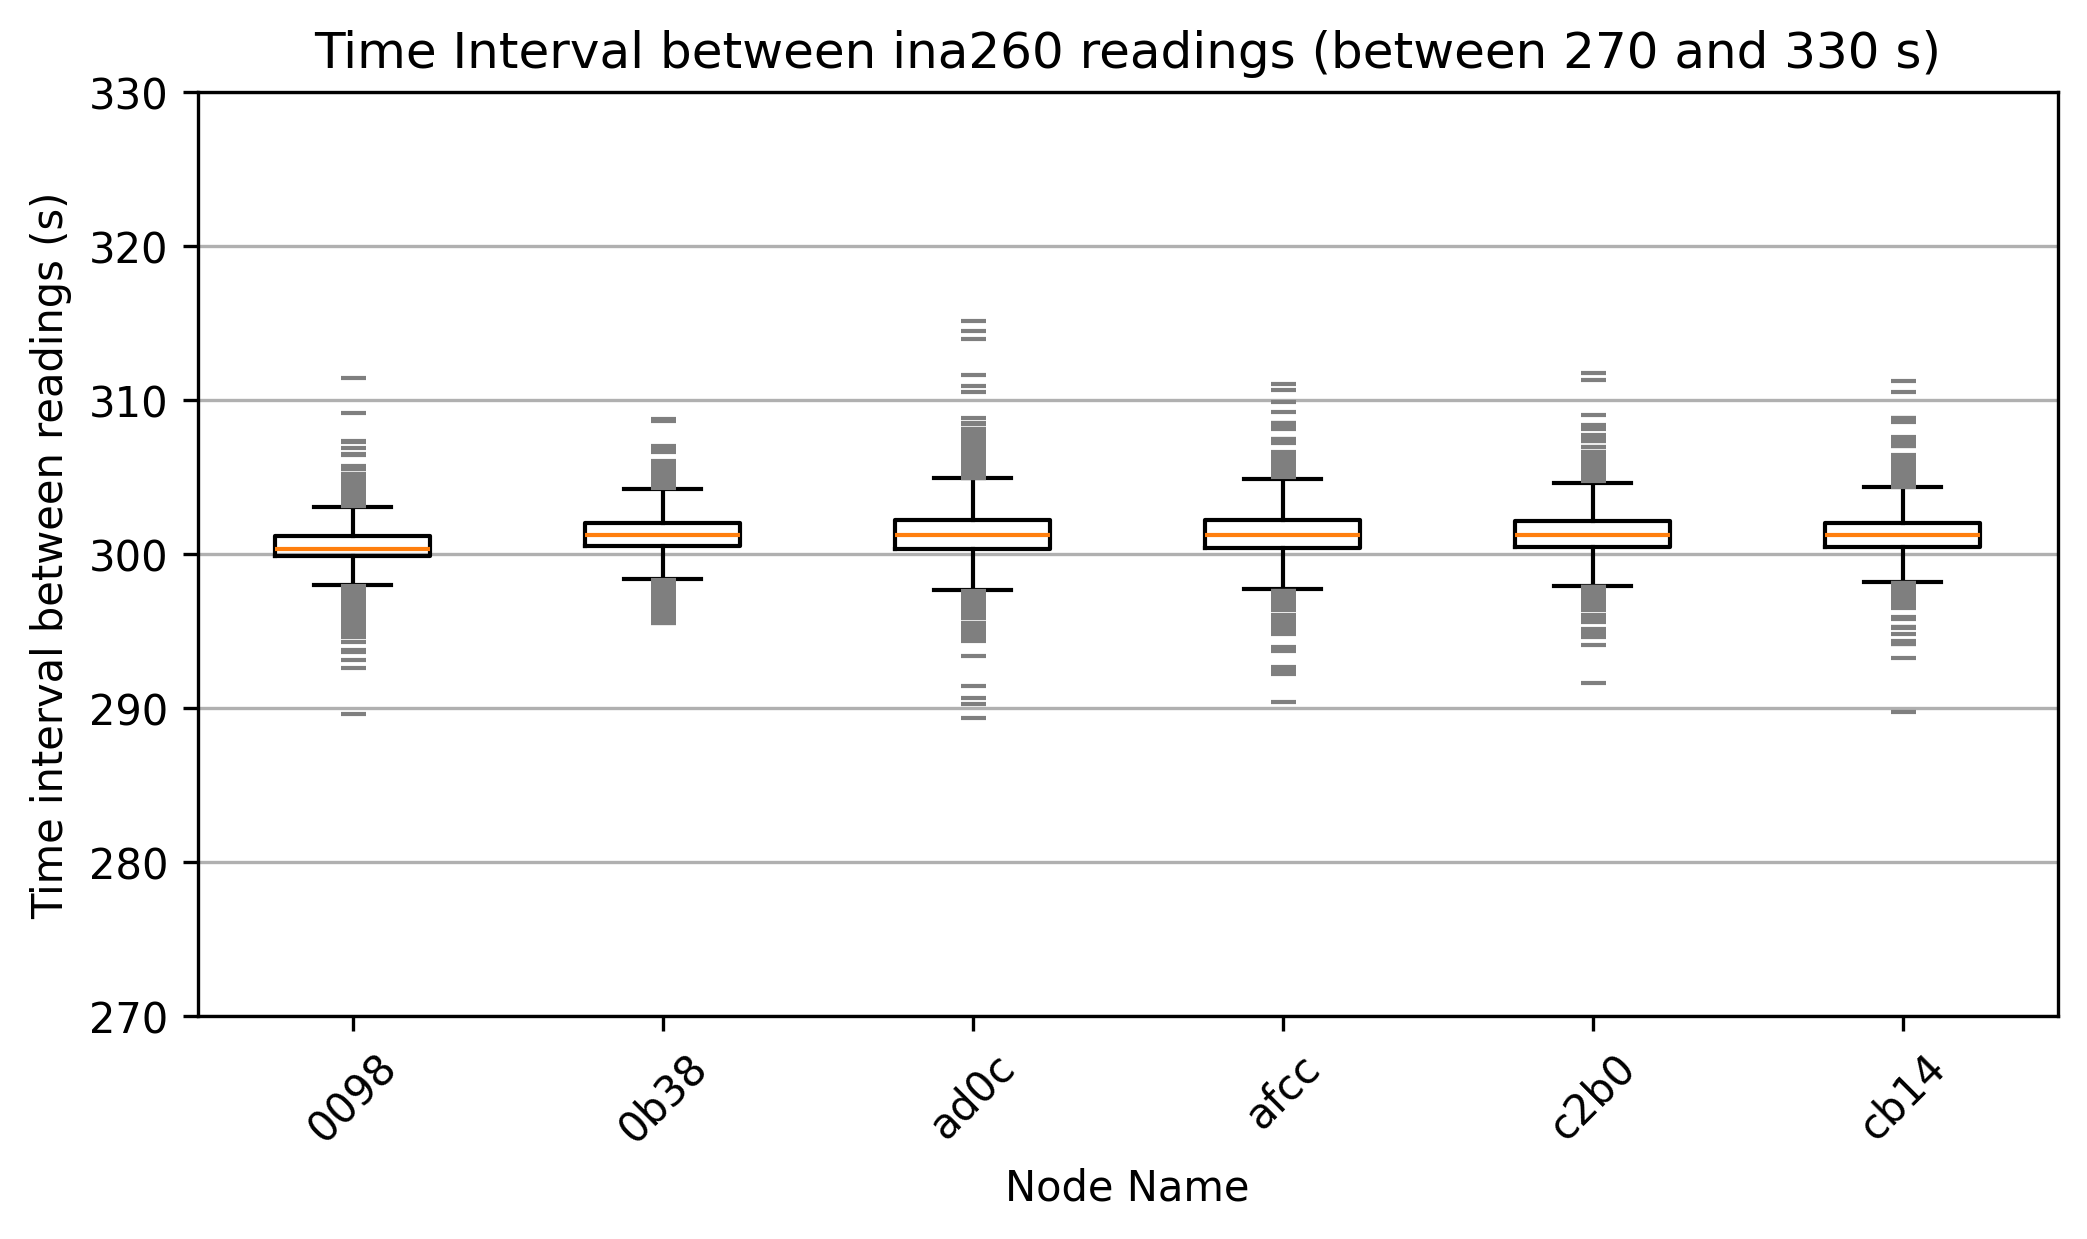 Time Interval between ina260 readings (between 270 and 330 s)
Time interval between readings (s)
330
320
310
300
290
280
270
0098
0b38
ad0c
afcc
c2b0
cb14
Node Name